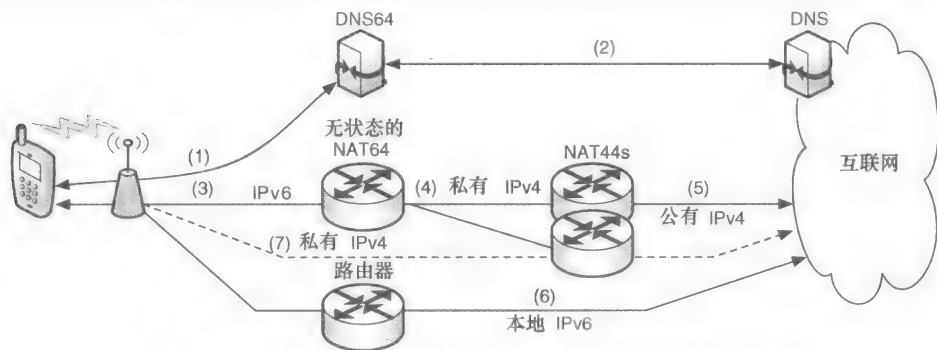 DNS64
DNS
(2)
无状态的
NAT64
NAT44s
互联网
(1)
(3)
IPv6
(4) 私有 IPv4
(5)
公有 IPv4
(7) 私有 IPv4
路由器
(6)
本地 IPv6